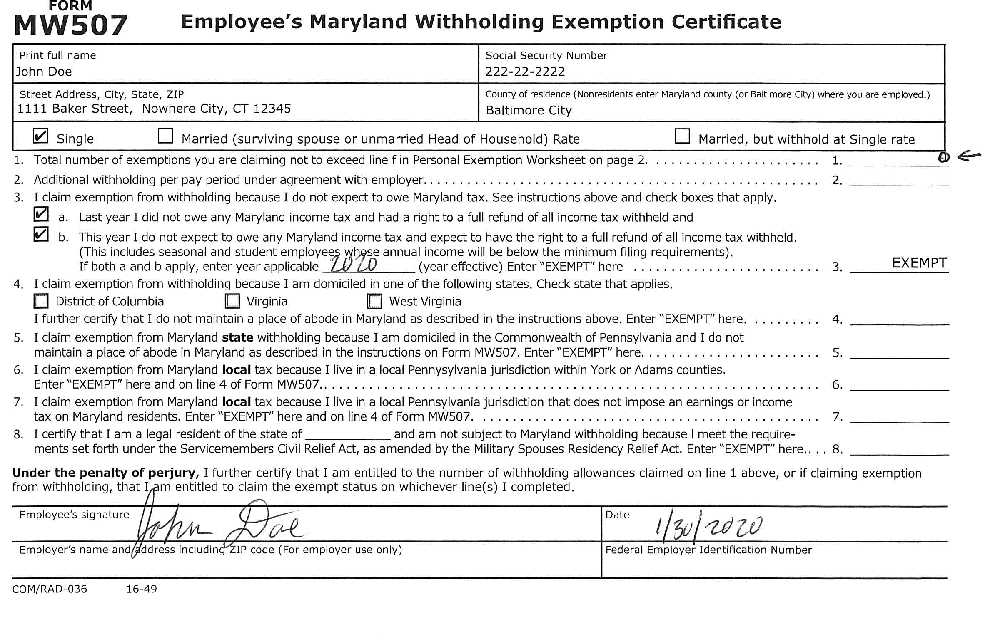 FORM
MW507 Employee's Maryland Withholding Exemption Certificate
Print full name Social Security Number
John Doe 222-22-2222
Street Address, City, State, ZIP County of residence (Nonresidents enter Maryland county (or Baltimore City) where you are employed.)
1111 Baker Street, Nowhere City, CT 12345 Baltimore City
Single Married (surviving spouse or unmarried Head of Household) Rate Married, but withhold at Single rate
1. Total number of exemptions you are claiming not to exceed line f in Personal Exemption Worksheet on page 2. . . . . . . . . . . . . . . . . . . . . . . 1.
2. Additional withholding per pay period under agreement with employer. . . . . . . . . . . . . . . . . . . . . . . . . . . . . . . . . . . . . . . . . . . . . . . . . . . . . 2.
3. I claim exemption from withholding because I do not expect to owe Maryland tax. See instructions above and check boxes that apply.
a. Last year I did not owe any Maryland income tax and had a right to a full refund of all income tax withheld and
b. This year I do not expect to owe any Maryland income tax and expect to have the right to a full refund of all income tax withheld.
(This includes seasonal and student employees whose annual income will be below the minimum filing requirements).
If both a and b apply, enter year applicable 2020 (year effective) Enter "EXEMPT" here . . . . . . . . . . . . . . . . . . . . . . . . . 3. EXEMPT
4. I claim exemption from withholding because I am domiciled in one of the following states. Check state that applies.
District of Columbia Virginia West Virginia
I further certify that I do not maintain a place of abode in Maryland as described in the instructions above. Enter "EXEMPT" here. . . . . . . . . . 4.
5. I claim exemption from Maryland state withholding because I am domiciled in the Commonwealth of Pennsylvania and I do not
maintain a place of abode in Maryland as described in the instructions on Form MW507. Enter "EXEMPT" here. . . . . . . . . . . . . . . . . . . . . . . . 5.
6. I claim exemption from Maryland local tax because I live in a local Pennysylvania jurisdiction within York or Adams counties.
Enter "EXEMPT" here and on line 4 of Form MW507. . . . . . . . . . . . . . . . . . . . . . . . . . . . . . . . . . . . . . . . . . . . . . . . . . . . . . . . . . . . . . . . . . . 6.
7. I claim exemption from Maryland local tax because I live in a local Pennsylvania jurisdiction that does not impose an earnings or income
tax on Maryland residents. Enter "EXEMPT" here and on line 4 of Form MW507. . . . . . . . . . . . . . . . . . . . . . . . . . . . . . . . . . . . . . . . . . . . . . 7.
8. I certify that I am a legal resident of the state of ____________ and am not subject to Maryland withholding because I meet the require-
ments set forth under the Servicemembers Civil Relief Act, as amended by the Military Spouses Residency Relief Act. Enter "EXEMPT" here. . . . 8.
Under the penalty of perjury, I further certify that I am entitled to the number of withholding allowances claimed on line 1 above, or if claiming exemption
from withholding, that I am entitled to claim the exempt status on whichever line(s) I completed.
Employee's signature John Doe Date 1/30/2020
Employer's name and address including ZIP code (For employer use only) Federal Employer Identification Number
COM/RAD-036 16-49